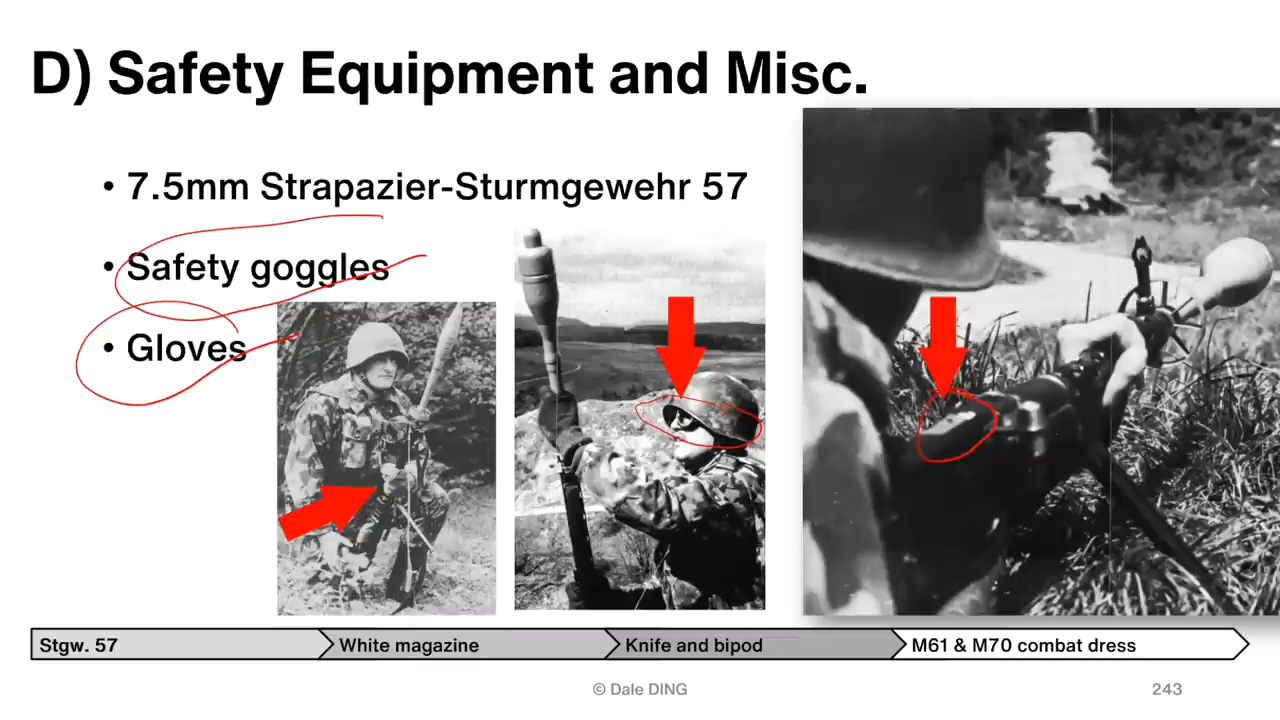 D) Safety Equipment and Misc.
• 7.5mm Strapazier-Sturmgewehr 57
• Safety goggles
• Gloves
Stgw. 57
White magazine
Knife and bipod
M61 & M70 combat dress
© Dale DING
243